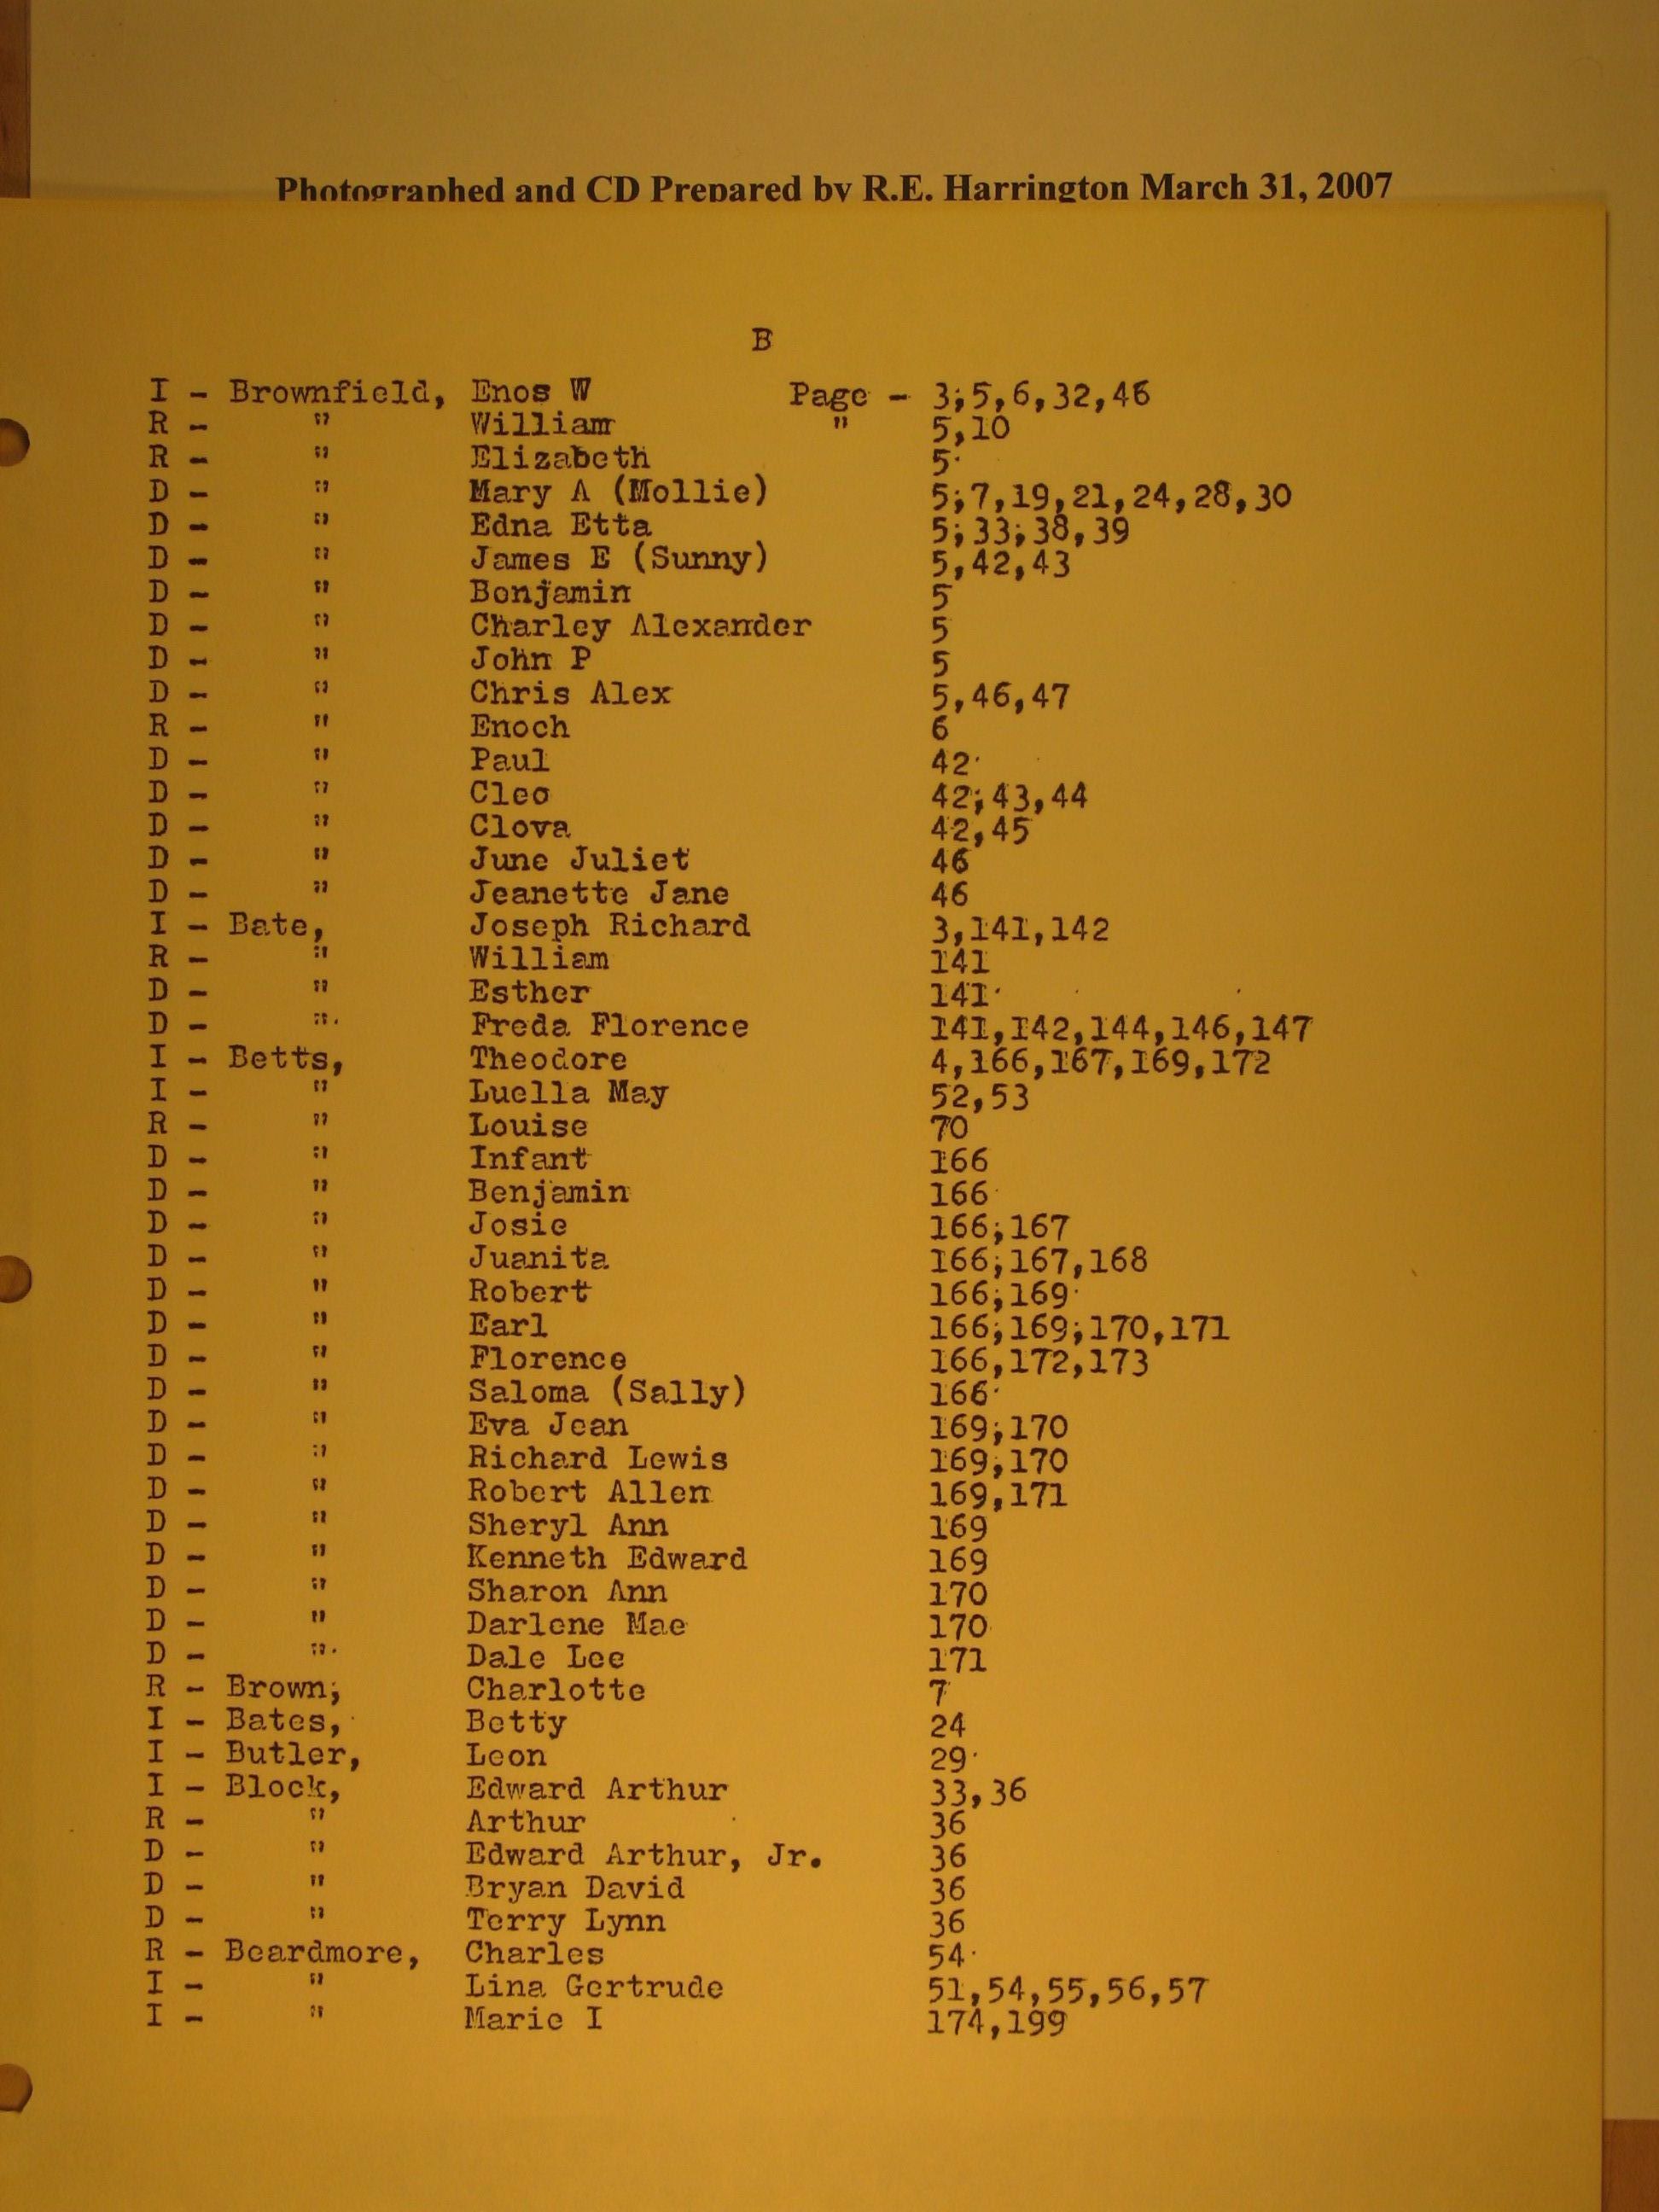 Photographed and CD Prepared by R.E. Harrington March 31, 2007
B
I - Brownfield, Enos W Page - 3;5,6,32,46
R - " William " 5,10
R - " Elizabeth 5
D - " Mary A (Mollie) 5;7,19,21,24,28,30
D - " Edna Etta 5;33;38,39
D - " James E (Sunny) 5,42,43
D - " Bonjamin 5
D - " Charley Alexander 5
D - " John P 5
D - " Chris Alex 5,46,47
R - " Enoch 6
D - " Paul 42
D - " Cleo 42;43,44
D - " Clova 42,45
D - " June Juliet 46
D - " Jeanette Jane 46
I - Bate, Joseph Richard 3,141,142
R - " William 141
D - " Esther 141
D - " Freda Florence 141,142,144,146,147
I - Betts, Theodore 4,166,167,169,172
I - " Luella May 52,53
R - " Louise 70
D - " Infant 166
D - " Benjamin 166
D - " Josie 166;167
D - " Juanita 166;167,168
D - " Robert 166;169
D - " Earl 166;169;170,171
D - " Florence 166,172,173
D - " Saloma (Sally) 166
D - " Eva Jean 169;170
D - " Richard Lewis 169;170
D - " Robert Allen 169,171
D - " Sheryl Ann 169
D - " Kenneth Edward 169
D - " Sharon Ann 170
D - " Darlene Mae 170
D - " Dale Lee 171
R - Brown; Charlotte 7
I - Bates, Betty 24
I - Butler, Leon 29
I - Block, Edward Arthur 33,36
R - " Arthur 36
D - " Edward Arthur, Jr. 36
D - " Bryan David 36
D - " Terry Lynn 36
R - Beardmore, Charles 54
I - " Lina Gertrude 51,54,55,56,57
I - " Marie I 174,199